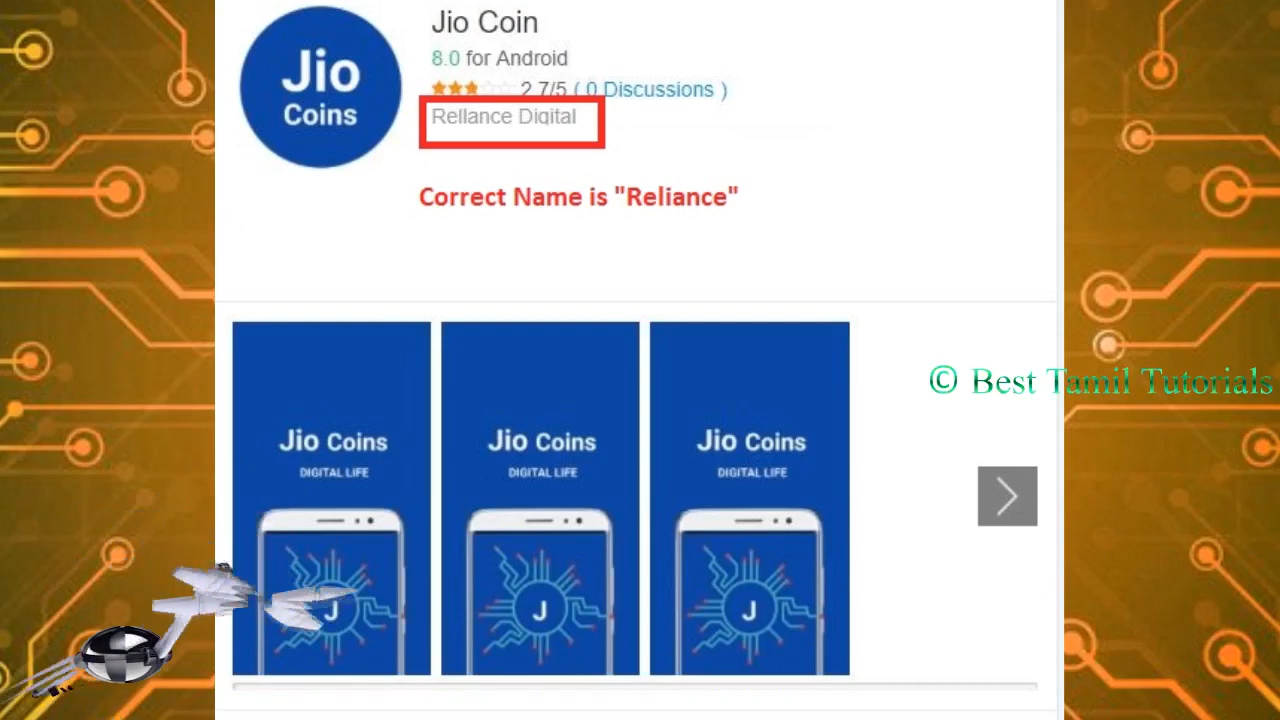 Jio
Coins
Jio Coin
8.0 for Android
2.7/5 ( 0 Discussions )
Rellance Digital
Correct Name is "Reliance"
© Best Tamil Tutorials
Jio Coins
DIGITAL LIFE
J
Jio Coins
DIGITAL LIFE
J
Jio Coins
DIGITAL LIFE
J